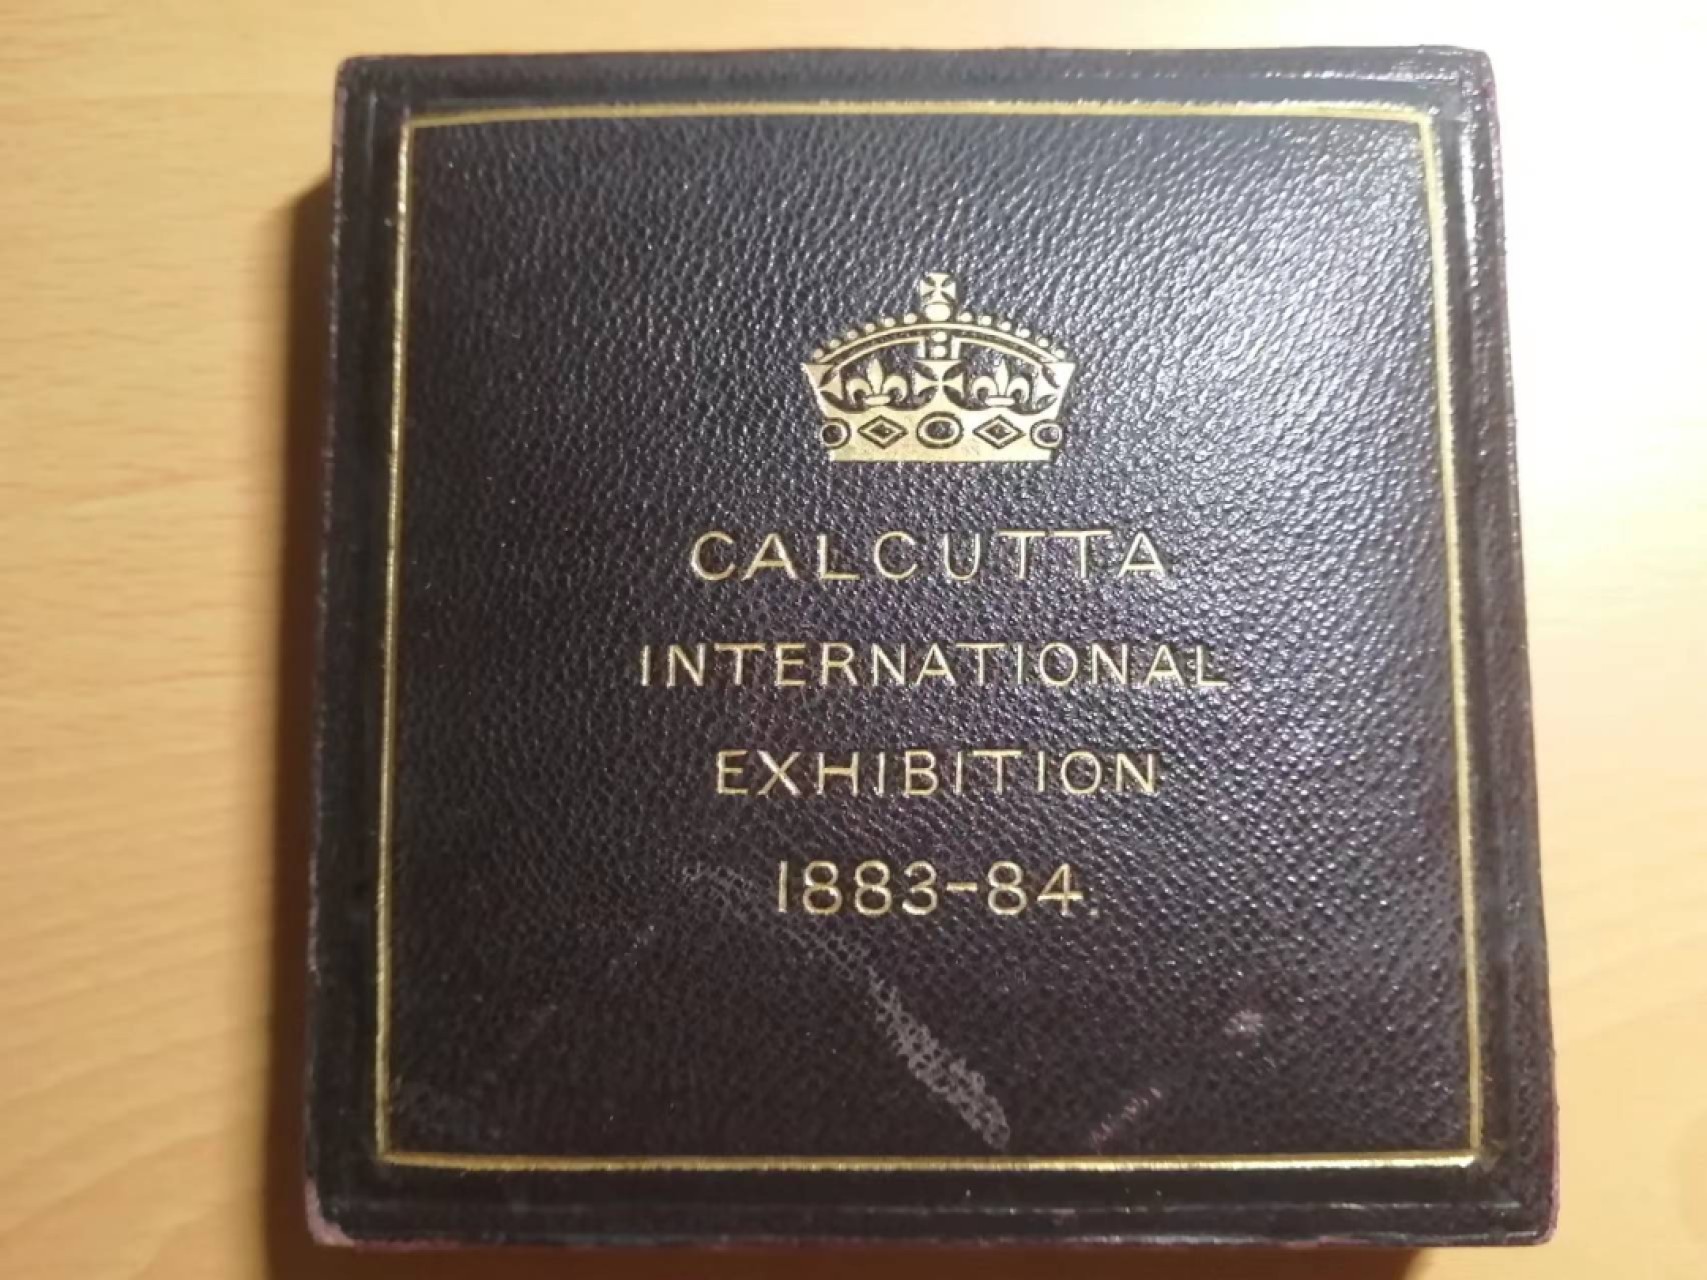 CALCUTTA
INTERNATIONAL
EXHIBITION
1883-84.